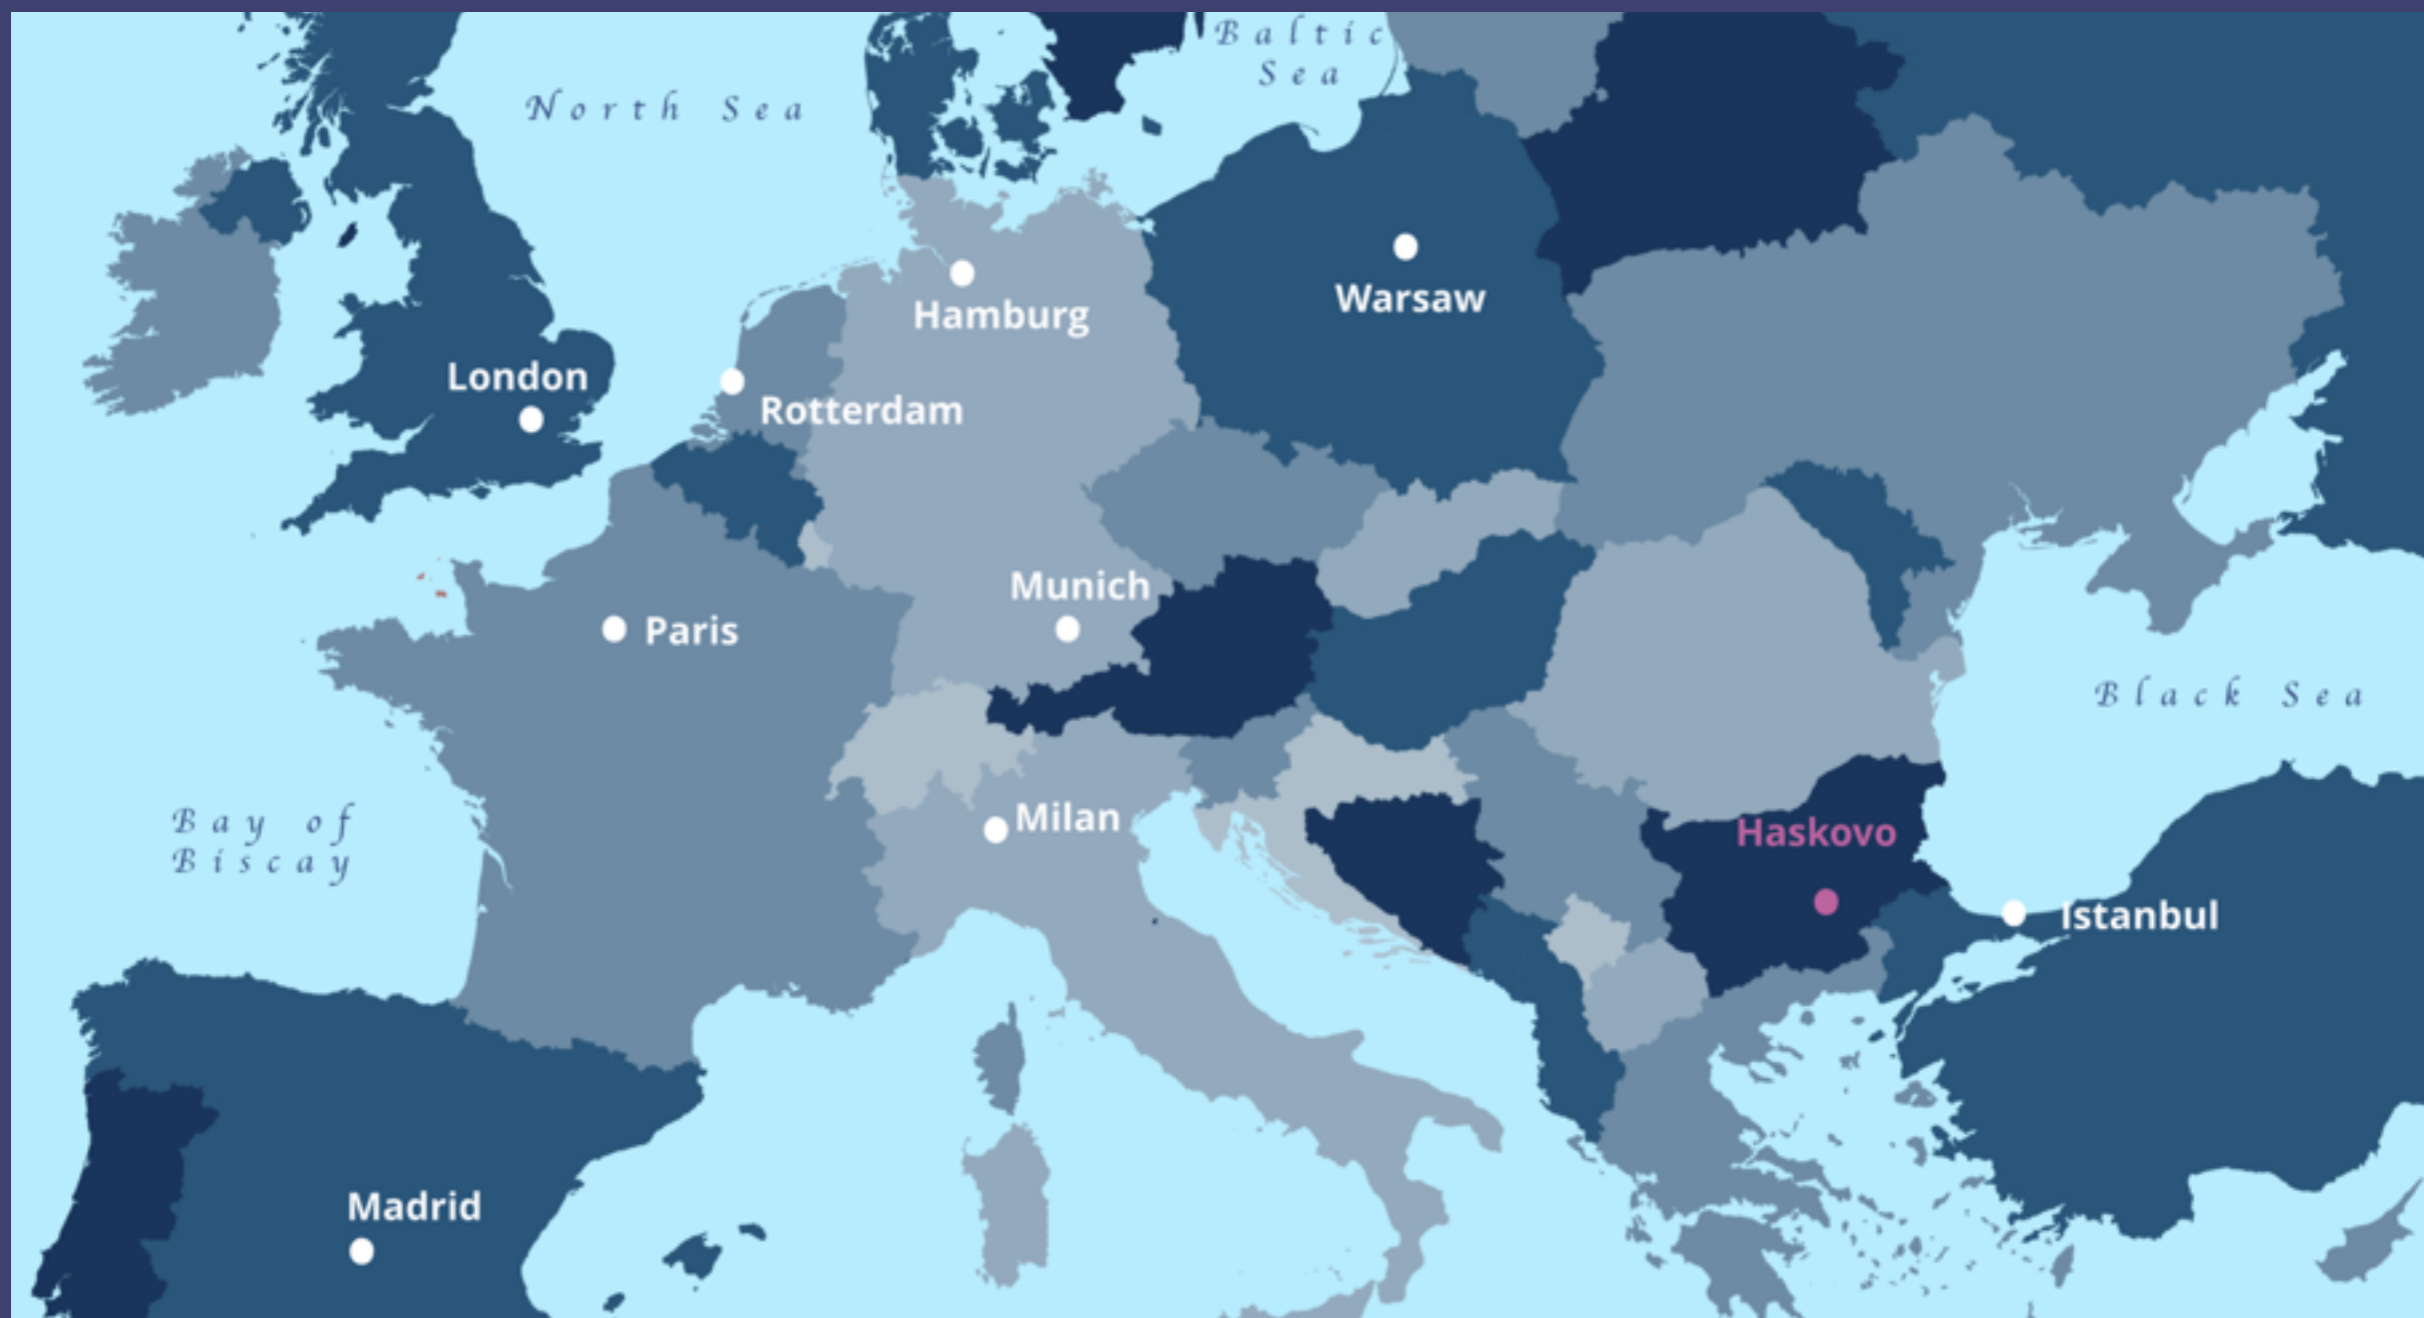 Baltic
Sea
North Sea
Warsaw
Hamburg
London
Rotterdam
Munich
Paris
Black Sea
Bay of
Biscay
Milan
Haskovo
Istanbul
Madrid